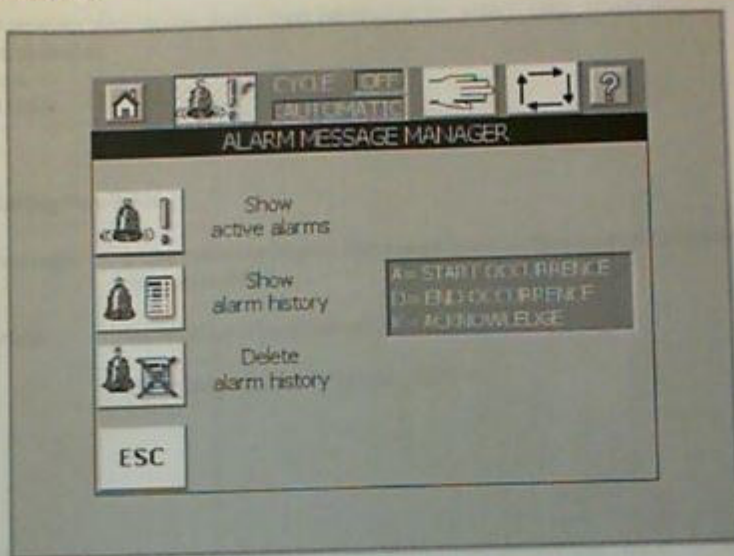 CYCLE OFF
AUTOMATIC
?
ALARM MESSAGE MANAGER
Show
active alarms
Show
alarm history
A = START OCCURRENCE
D = END OCCURRENCE
= ACKNOWLEDGE
Delete
alarm history
ESC